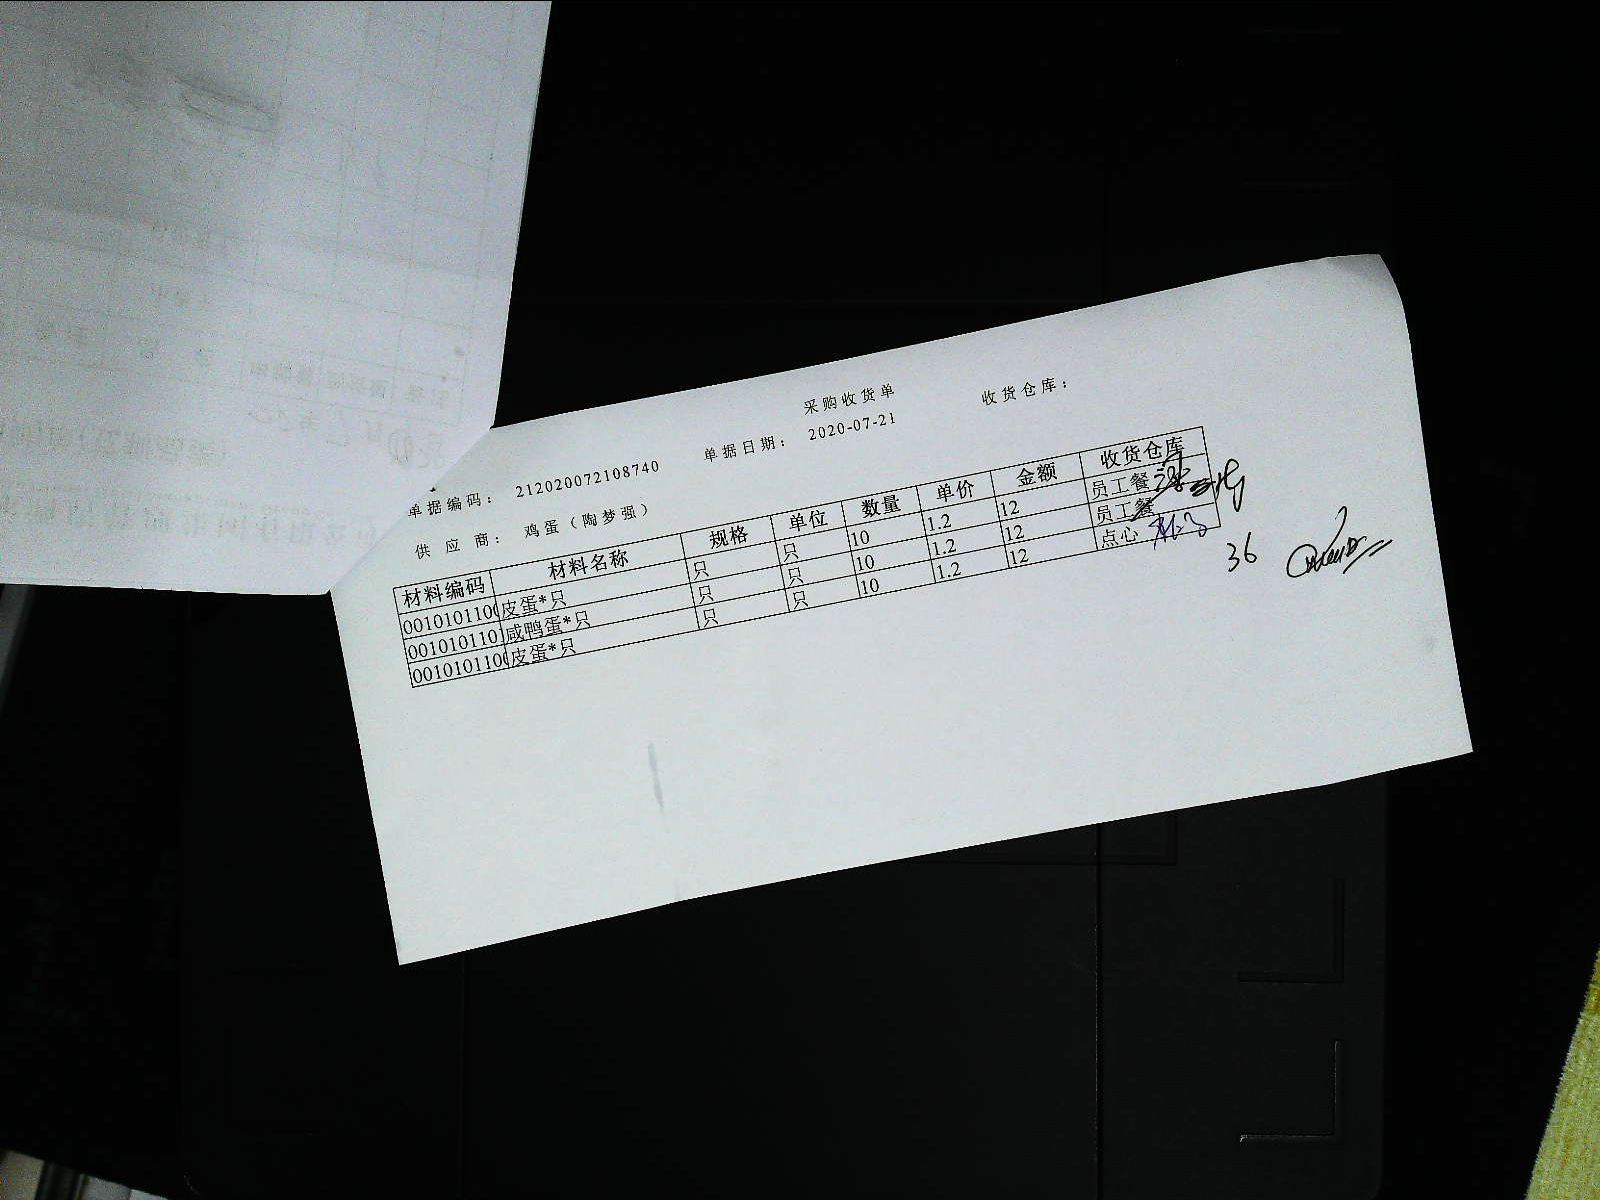 采购收货单
单据编码： 212020072108740 单据日期： 2020-07-21 收货仓库：
供应商： 鸡蛋（陶梦强）
材料编码 材料名称 规格 单位 数量 单价 金额 收货仓库
0010101100 皮蛋*只 只 只 10 1.2 12 员工餐
001010110 咸鸭蛋*只 只 只 10 1.2 12 员工餐
0010101100 皮蛋*只 只 只 10 1.2 12 点心
36